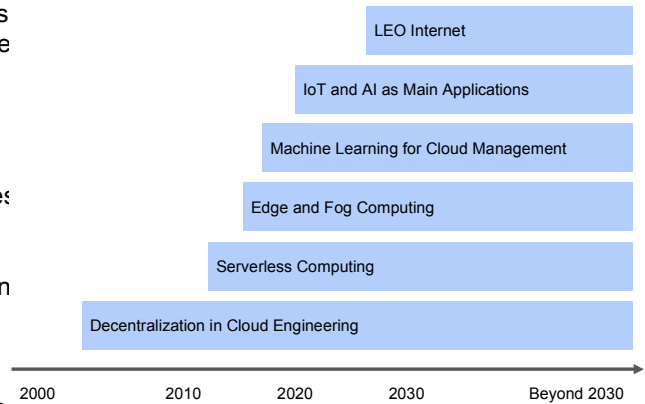 s
e
LEO Internet
IoT and AI as Main Applications
Machine Learning for Cloud Management
es
Edge and Fog Computing
Serverless Computing
n
Decentralization in Cloud Engineering
2000 2010 2020 2030 Beyond 2030